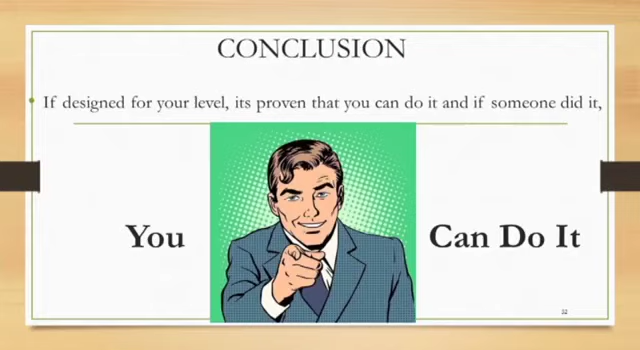 CONCLUSION
If designed for your level, its proven that you can do it and if someone did it,
You Can Do It
32